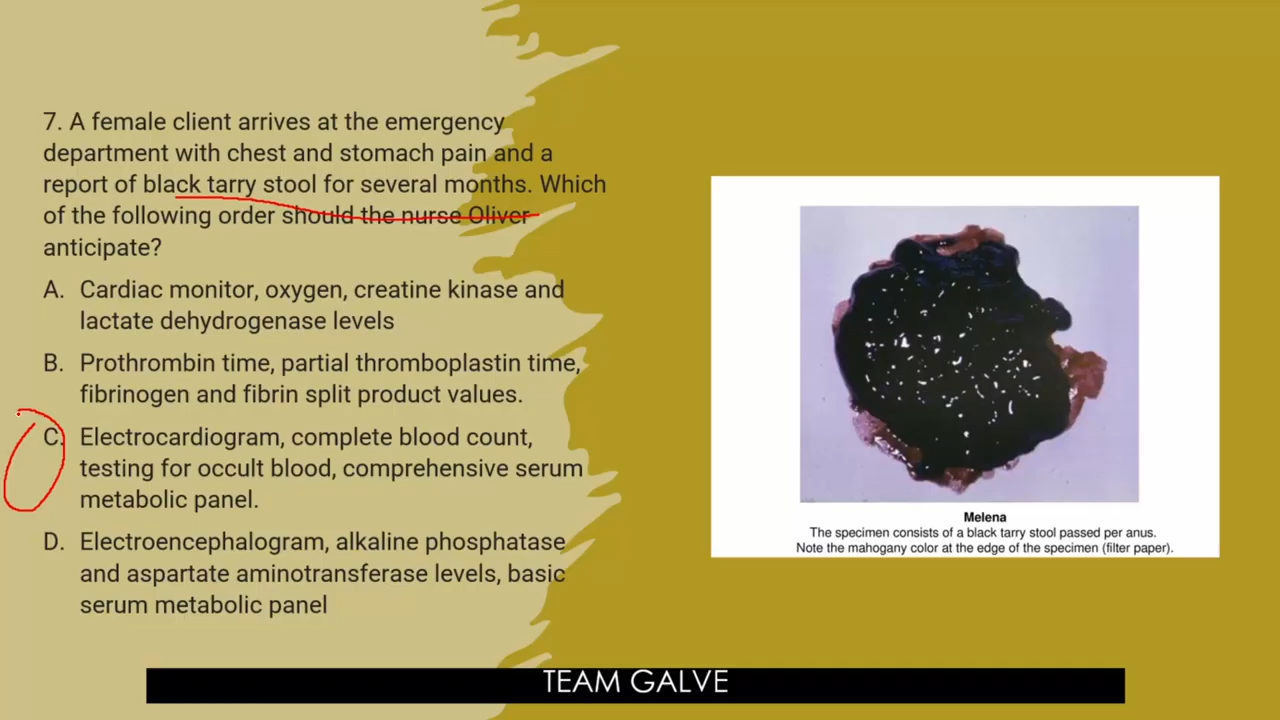 7. A female client arrives at the emergency
department with chest and stomach pain and a
report of black tarry stool for several months. Which
of the following order should the nurse Oliver
anticipate?
A. Cardiac monitor, oxygen, creatine kinase and
lactate dehydrogenase levels
B. Prothrombin time, partial thromboplastin time,
fibrinogen and fibrin split product values.
C. Electrocardiogram, complete blood count,
testing for occult blood, comprehensive serum
metabolic panel.
D. Electroencephalogram, alkaline phosphatase
and aspartate aminotransferase levels, basic
serum metabolic panel
Melena
The specimen consists of a black tarry stool passed per anus.
Note the mahogany color at the edge of the specimen (filter paper).
TEAM GALVE